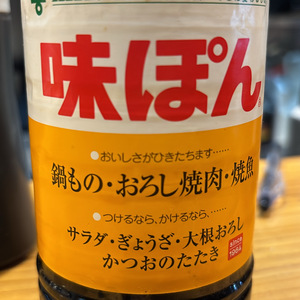 味ぽん
●おいしさがひきたちます……
鍋もの・おろし焼肉・焼魚
●つけるなら、かけるなら、……
サラダ・ぎょうざ・大根おろし
かつおのたたき
since
1964